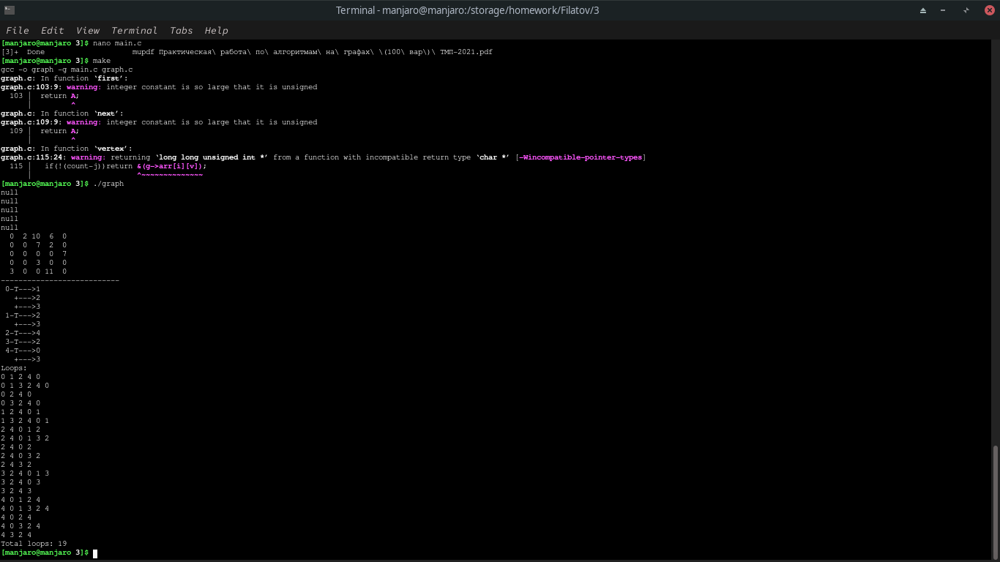 Terminal - manjaro@manjaro:/storage/homework/Filatov/3
File Edit View Terminal Tabs Help
[manjaro@manjaro 3]$ nano main.c
[3]+  Done                    mupdf Практическая\ работа\ по\ алгоритмам\ на\ графах\ \(100\ вар\)\ ТМП-2021.pdf
[manjaro@manjaro 3]$ make
gcc -o graph -g main.c graph.c
graph.c: In function ‘first’:
graph.c:103:9: warning: integer constant is so large that it is unsigned
  103 |  return A;
      |         ^
graph.c: In function ‘next’:
graph.c:109:9: warning: integer constant is so large that it is unsigned
  109 |  return A;
      |         ^
graph.c: In function ‘vertex’:
graph.c:115:24: warning: returning ‘long long unsigned int *’ from a function with incompatible return type ‘char *’ [-Wincompatible-pointer-types]
  115 |   if(!(count-j))return &(g->arr[i][v]);
      |                        ^~~~~~~~~~~~~~~
[manjaro@manjaro 3]$ ./graph
null
null
null
null
null
  0  2 10  6  0
  0  0  7  2  0
  0  0  0  0  7
  0  0  3  0  0
  3  0  0 11  0
---------------------------
 0-T--->1
   +--->2
   +--->3
 1-T--->2
   +--->3
 2-T--->4
 3-T--->2
 4-T--->0
   +--->3
Loops:
0 1 2 4 0
0 1 3 2 4 0
0 2 4 0
0 3 2 4 0
1 2 4 0 1
1 3 2 4 0 1
2 4 0 1 2
2 4 0 1 3 2
2 4 0 2
2 4 0 3 2
2 4 3 2
3 2 4 0 1 3
3 2 4 0 3
3 2 4 3
4 0 1 2 4
4 0 1 3 2 4
4 0 2 4
4 0 3 2 4
4 3 2 4
Total loops: 19
[manjaro@manjaro 3]$